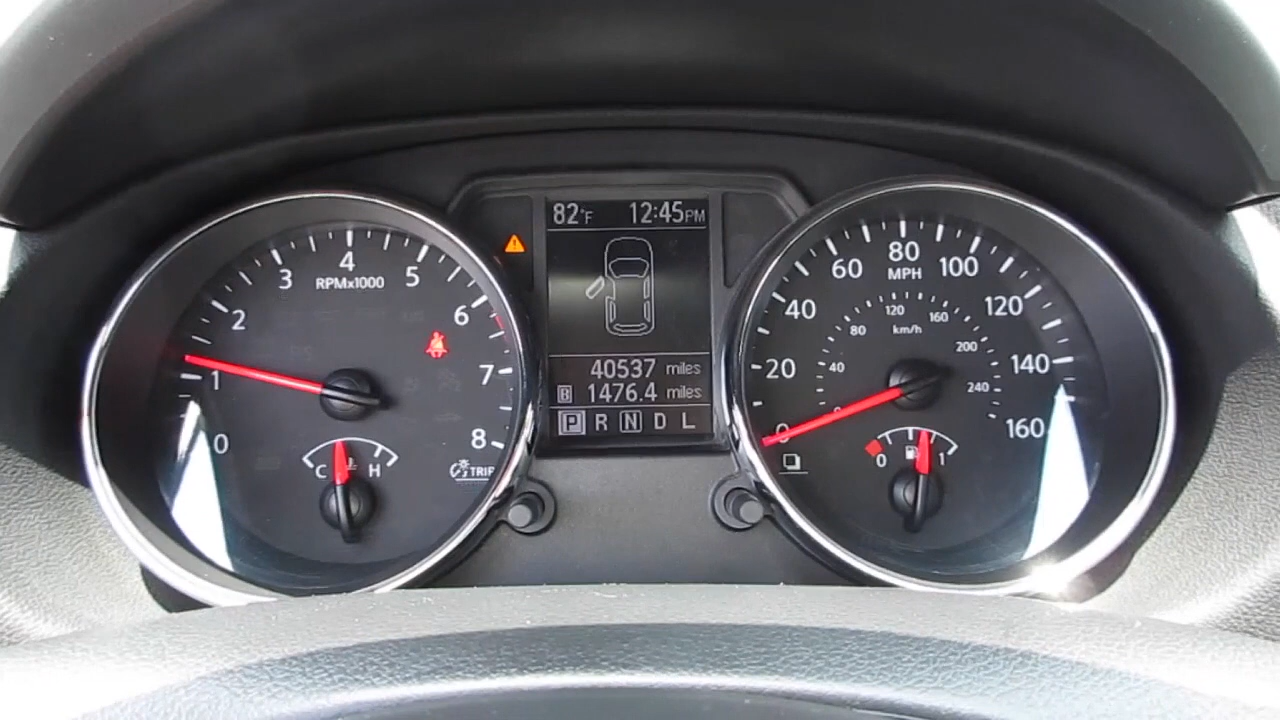 82°F 12:45PM
4
3 5
RPMx1000
2 6
1 7
0 8
C H
TRIP
40537 miles
B 1476.4 miles
P R N D L
80
60 100
MPH
40 120
20 140
0 160
120
80 160
km/h
40 200
240
0 1